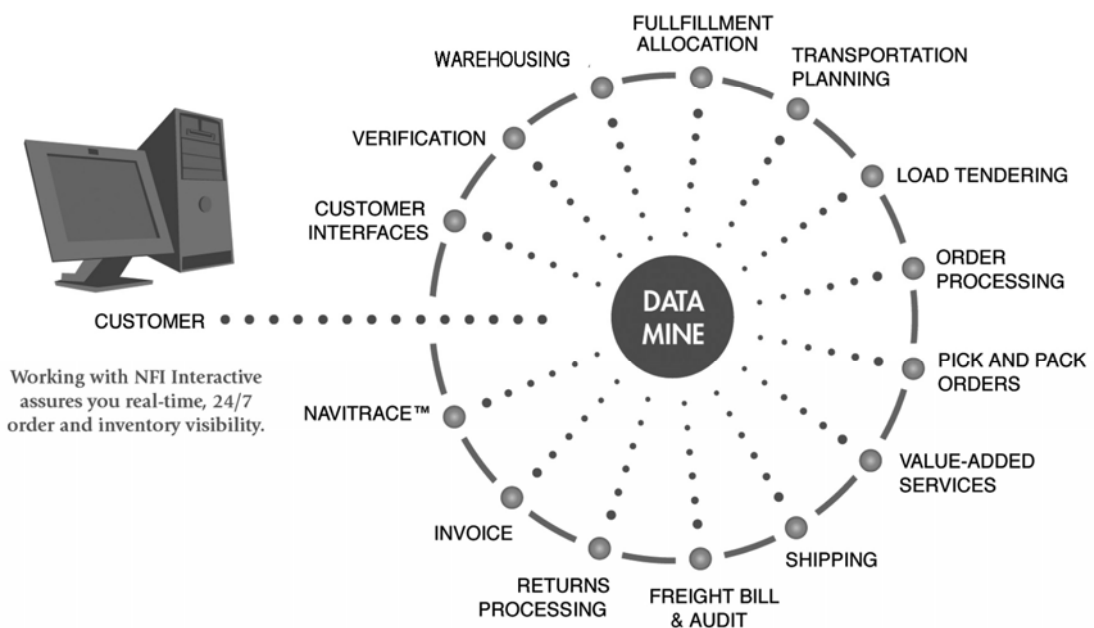 FULLFILLMENT
ALLOCATION
TRANSPORTATION
PLANNING
WAREHOUSING
VERIFICATION
LOAD TENDERING
CUSTOMER
INTERFACES
ORDER
PROCESSING
DATA
MINE
CUSTOMER
Working with NFI Interactive
assures you real-time, 24/7
order and inventory visibility.
PICK AND PACK
ORDERS
NAVITRACE™
VALUE-ADDED
SERVICES
INVOICE
SHIPPING
RETURNS
PROCESSING
FREIGHT BILL
& AUDIT